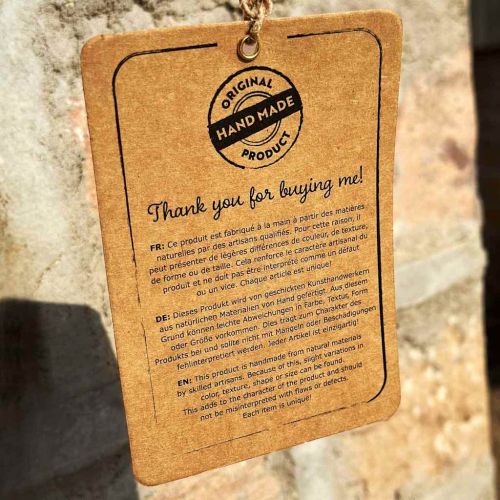 ORIGINAL
HAND MADE
PRODUCT
Thank you for buying me!
FR: Ce produit est fabriqué à la main à partir des matières
naturelles par des artisans qualifiés. Pour cette raison, il
peut présenter de légères différences de couleur, de texture,
de forme ou de taille. Cela renforce le caractère artisanal du
produit et ne doit pas être interprété comme un défaut
ou un vice. Chaque article est unique!
DE: Dieses Produkt wird von geschickten Kunsthandwerkern
aus natürlichen Materialien von Hand gefertigt. Aus diesem
Grund können leichte Abweichungen in Farbe, Textur, Form
oder Größe vorkommen. Dies tragt zum Charakter des
Produkts bei und sollte nicht mit Mängeln oder Beschädigungen
fehlinterpretiert werden. Jeder Artikel ist einzigartig!
EN: This product is handmade from natural materials
by skilled artisans. Because of this, slight variations in
color, texture, shape or size can be found.
This adds to the character of the product and should
not be misinterpreted with flaws or defects.
Each item is unique!